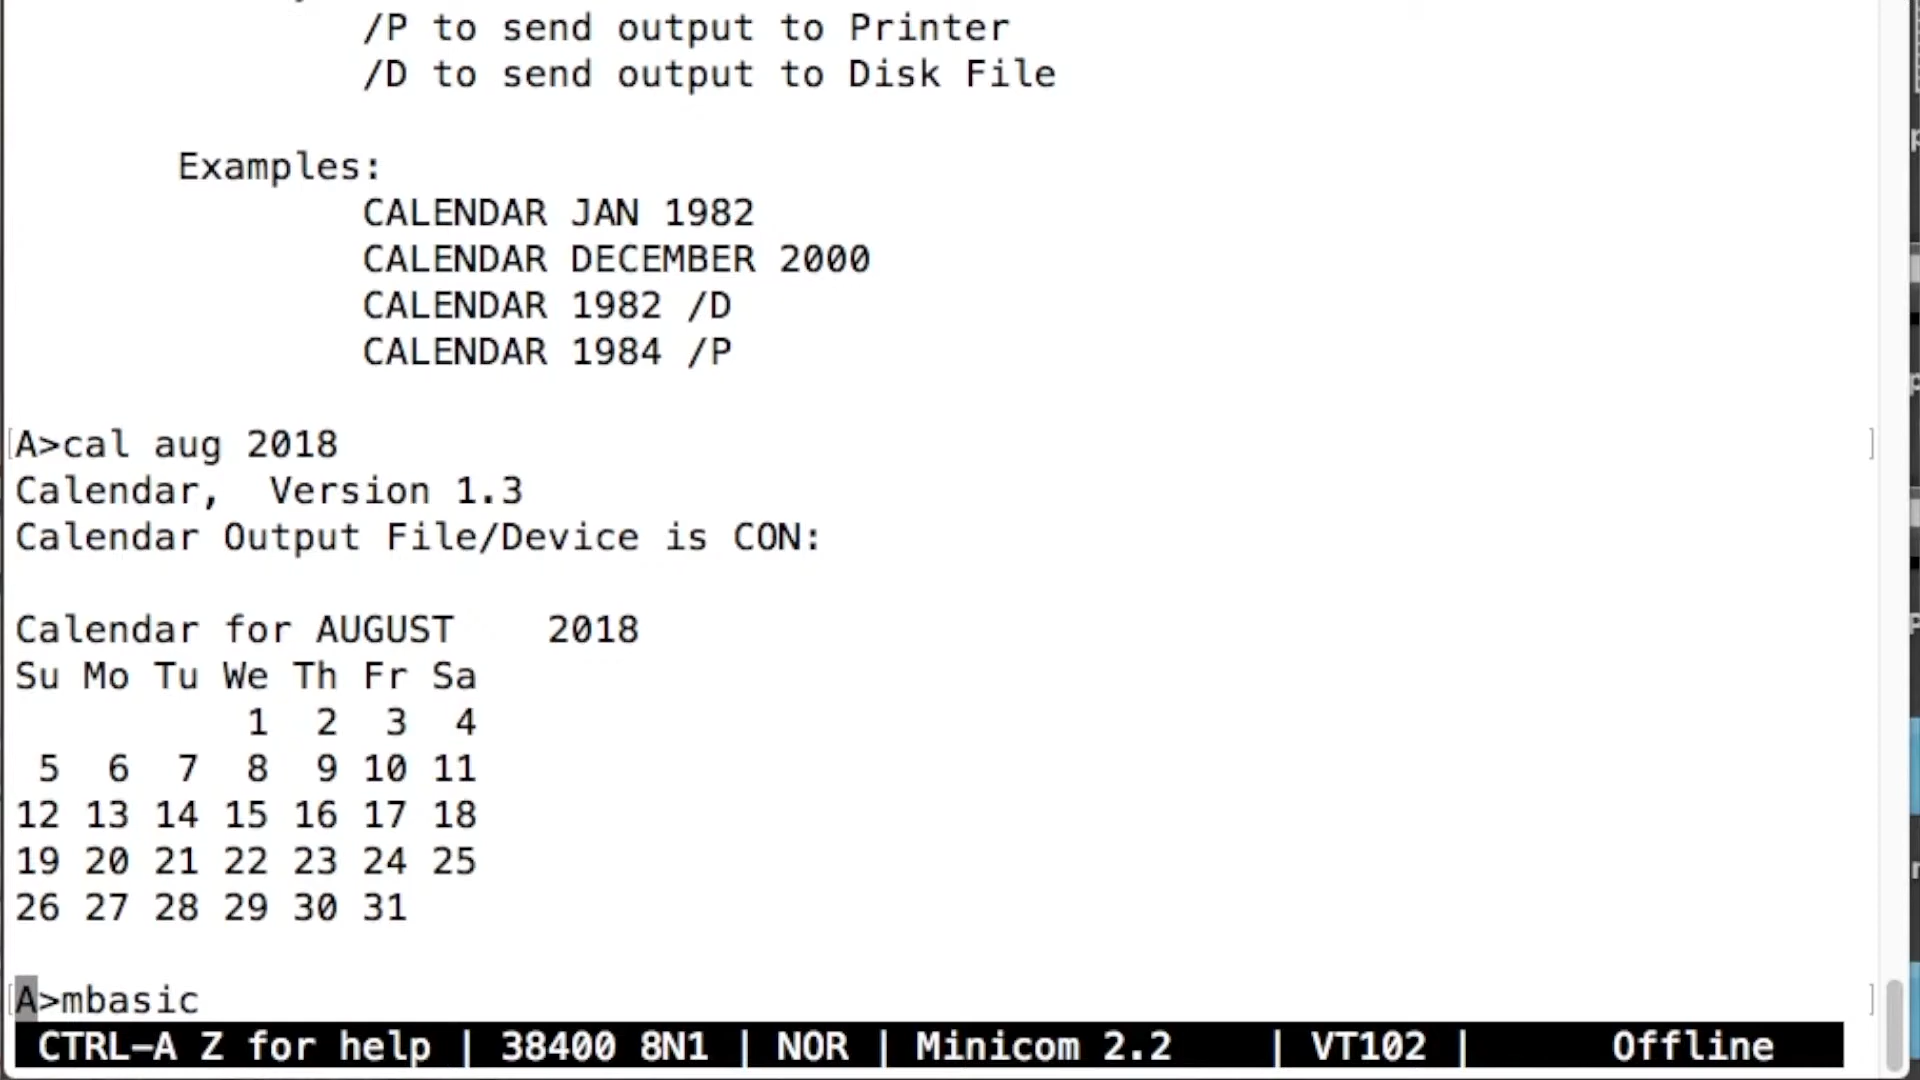 /P to send output to Printer
/D to send output to Disk File
Examples:
CALENDAR JAN 1982
CALENDAR DECEMBER 2000
CALENDAR 1982 /D
CALENDAR 1984 /P
[A>cal aug 2018 ]
Calendar,  Version 1.3
Calendar Output File/Device is CON:
Calendar for AUGUST    2018
Su Mo Tu We Th Fr Sa
1  2  3  4
5  6  7  8  9 10 11
12 13 14 15 16 17 18
19 20 21 22 23 24 25
26 27 28 29 30 31
[A>mbasic ]
CTRL-A Z for help | 38400 8N1 | NOR | Minicom 2.2    | VT102 |      Offline